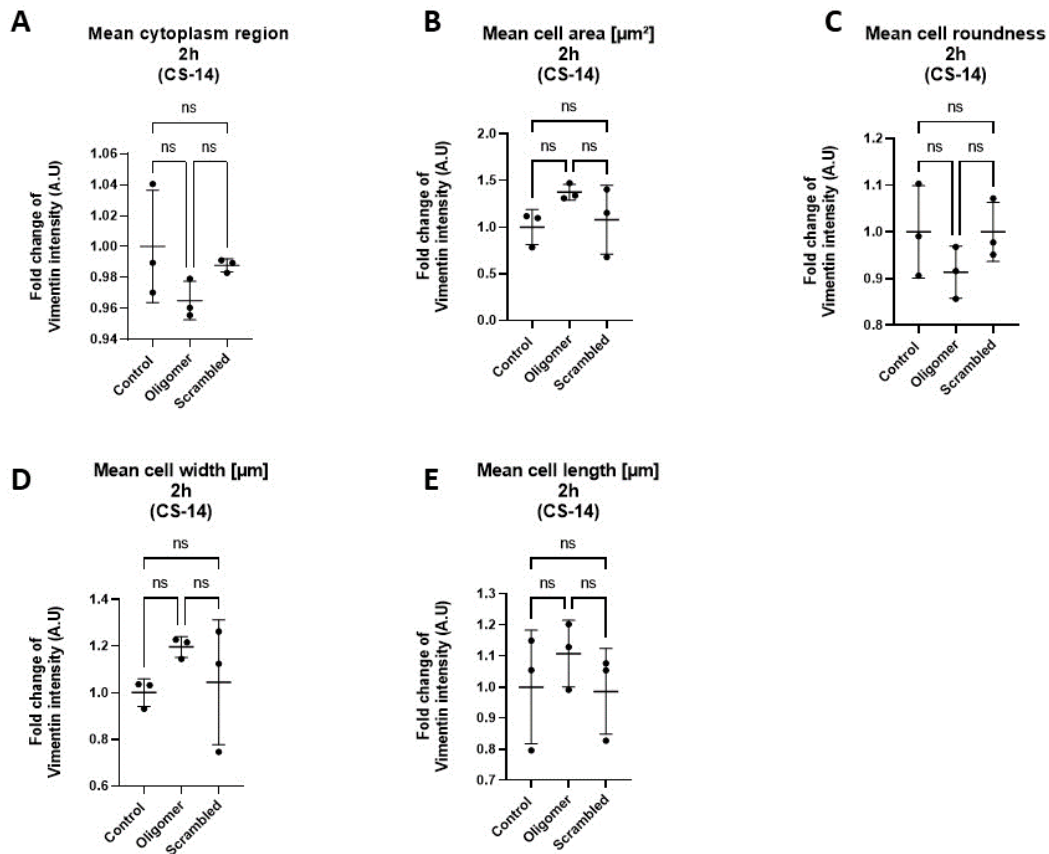 A
Mean cytoplasm region
2h
(CS-14)
ns
ns
ns
Fold change of
Vimentin intensity (A.U)
1.06
1.04
1.02
1.00
0.98
0.96
0.94
Control
Oligomer
Scrambled
B
Mean cell area [µm²]
2h
(CS-14)
ns
ns
ns
Fold change of
Vimentin intensity (A.U)
2.0
1.5
1.0
0.5
0.0
Control
Oligomer
Scrambled
C
Mean cell roundness
2h
(CS-14)
ns
ns
ns
Fold change of
Vimentin intensity (A.U)
1.2
1.1
1.0
0.9
0.8
Control
Oligomer
Scrambled
D
Mean cell width [µm]
2h
(CS-14)
ns
ns
ns
Fold change of
Vimentin intensity (A.U)
1.4
1.2
1.0
0.8
0.6
Control
Oligomer
Scrambled
E
Mean cell length [µm]
2h
(CS-14)
ns
ns
ns
Fold change of
Vimentin intensity (A.U)
1.3
1.2
1.1
1.0
0.9
0.8
0.7
Control
Oligomer
Scrambled